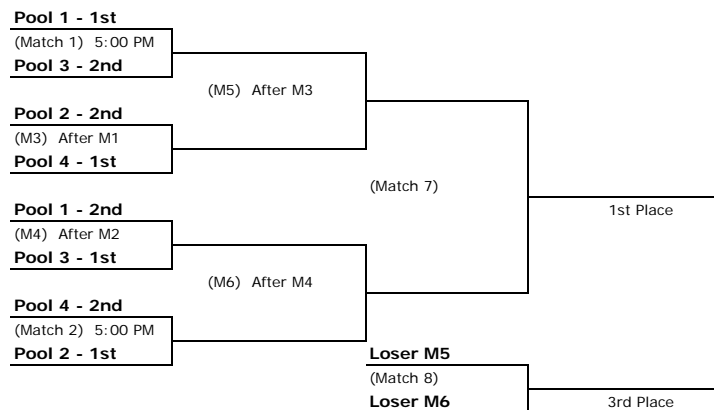 Pool 1 - 1st
(Match 1) 5:00 PM
Pool 3 - 2nd
(M5) After M3
Pool 2 - 2nd
(M3) After M1
Pool 4 - 1st
(Match 7)
Pool 1 - 2nd
1st Place
(M4) After M2
Pool 3 - 1st
(M6) After M4
Pool 4 - 2nd
(Match 2) 5:00 PM
Pool 2 - 1st
Loser M5
(Match 8)
Loser M6
3rd Place